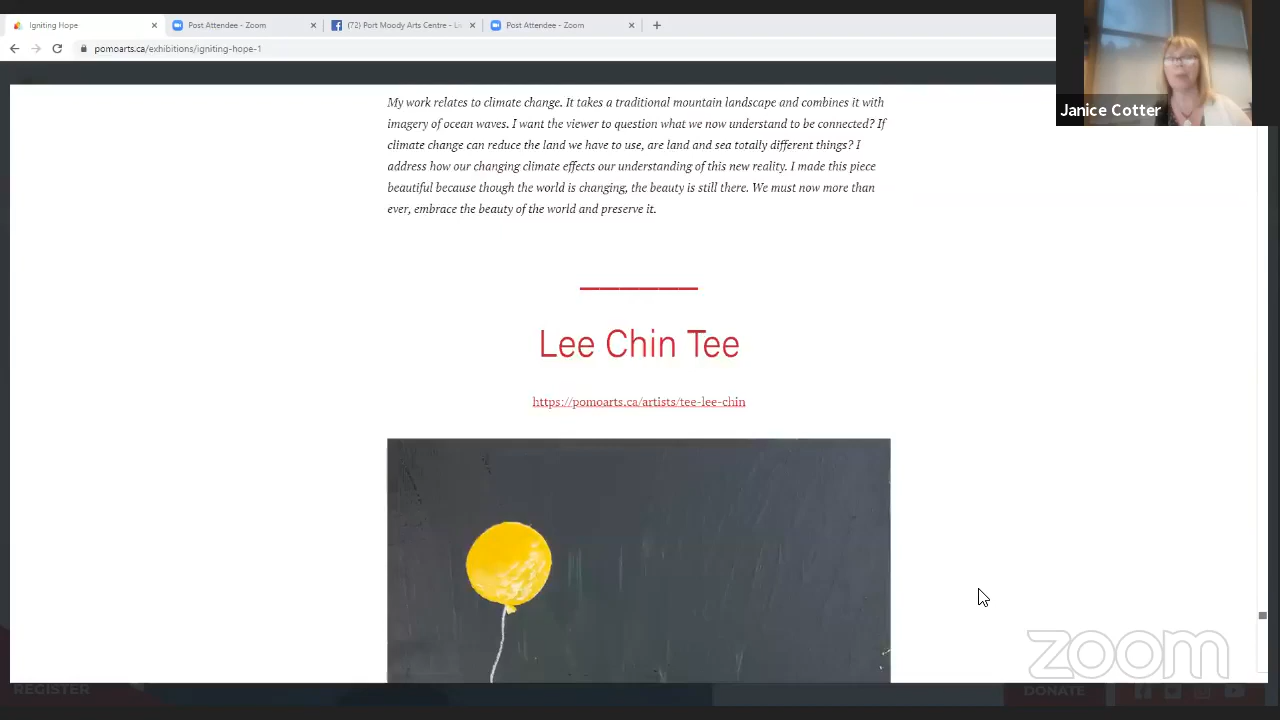 Igniting Hope
Post Attendee - Zoom
(72) Port Moody Arts Centre - Lo
Post Attendee - Zoom
pomoarts.ca/exhibitions/igniting-hope-1
Janice Cotter
My work relates to climate change. It takes a traditional mountain landscape and combines it with
imagery of ocean waves. I want the viewer to question what we now understand to be connected? If
climate change can reduce the land we have to use, are land and sea totally different things? I
address how our changing climate effects our understanding of this new reality. I made this piece
beautiful because though the world is changing, the beauty is still there. We must now more than
ever, embrace the beauty of the world and preserve it.
Lee Chin Tee
https://pomoarts.ca/artists/tee-lee-chin
zoom
REGISTER
DONATE